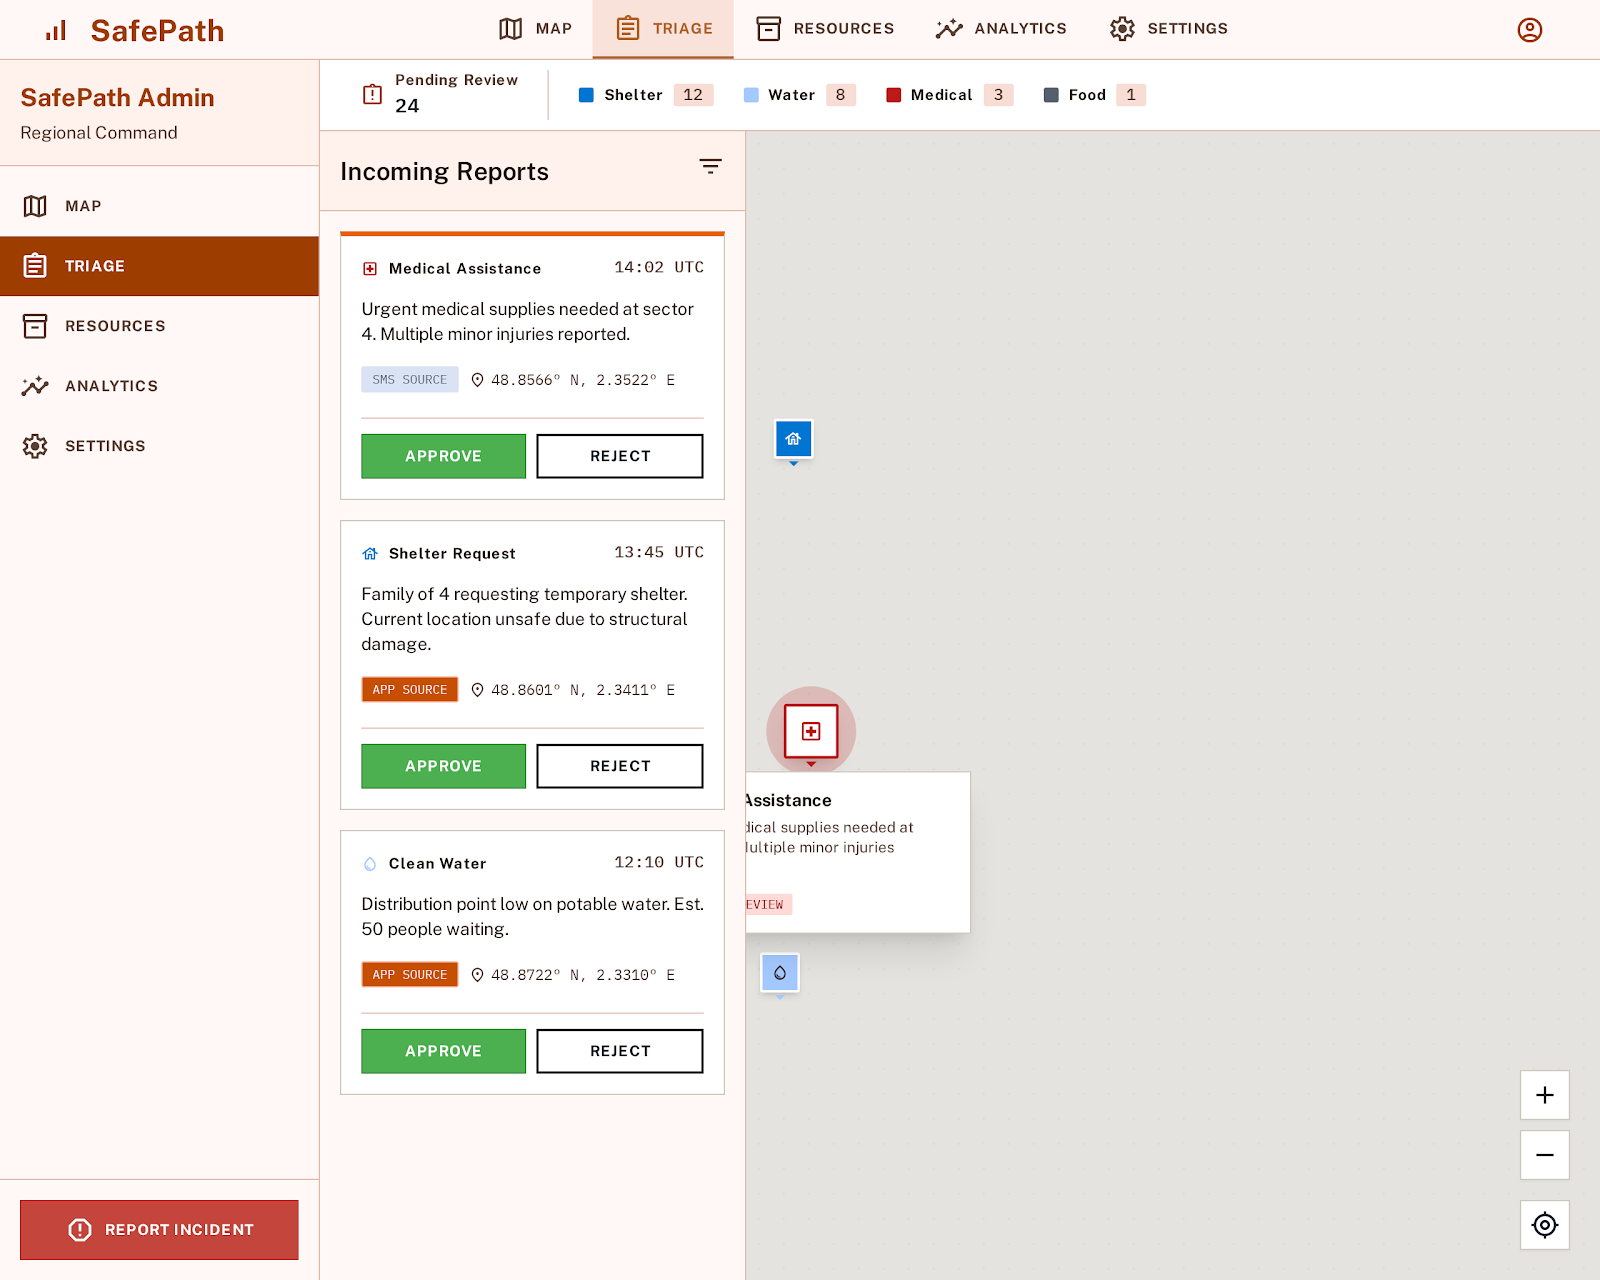 SafePath
MAP
TRIAGE
RESOURCES
ANALYTICS
SETTINGS
SafePath Admin
Regional Command
MAP
TRIAGE
RESOURCES
ANALYTICS
SETTINGS
REPORT INCIDENT
Pending Review
24
Shelter 12
Water 8
Medical 3
Food 1
Incoming Reports
Medical Assistance 14:02 UTC
Urgent medical supplies needed at sector
4. Multiple minor injuries reported.
SMS SOURCE 48.8566° N, 2.3522° E
APPROVE REJECT
Shelter Request 13:45 UTC
Family of 4 requesting temporary shelter.
Current location unsafe due to structural
damage.
APP SOURCE 48.8601° N, 2.3411° E
APPROVE REJECT
Clean Water 12:10 UTC
Distribution point low on potable water. Est.
50 people waiting.
APP SOURCE 48.8722° N, 2.3310° E
APPROVE REJECT
Assistance
dical supplies needed at
ultiple minor injuries
EVIEW